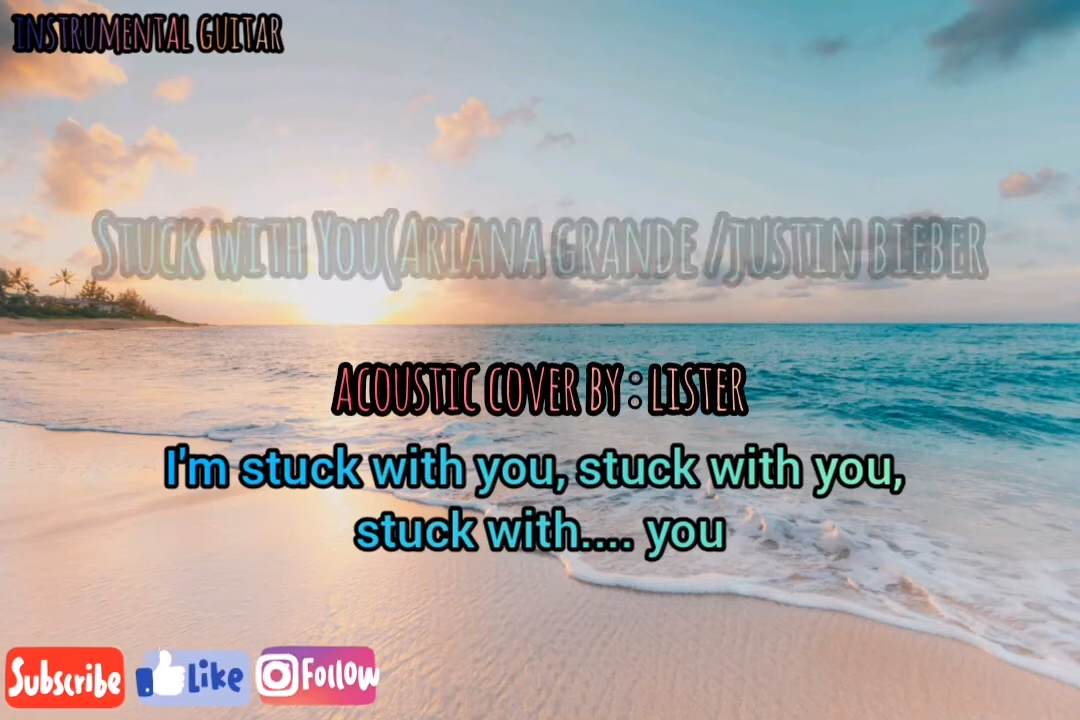 INSTRUMENTAL GUITAR
STUCK WITH YOU(ARIANA GRANDE /JUSTIN BIEBER
ACOUSTIC COVER BY : LISTER
I'm stuck with you, stuck with you,
stuck with.... you
Subscribe Like Follow